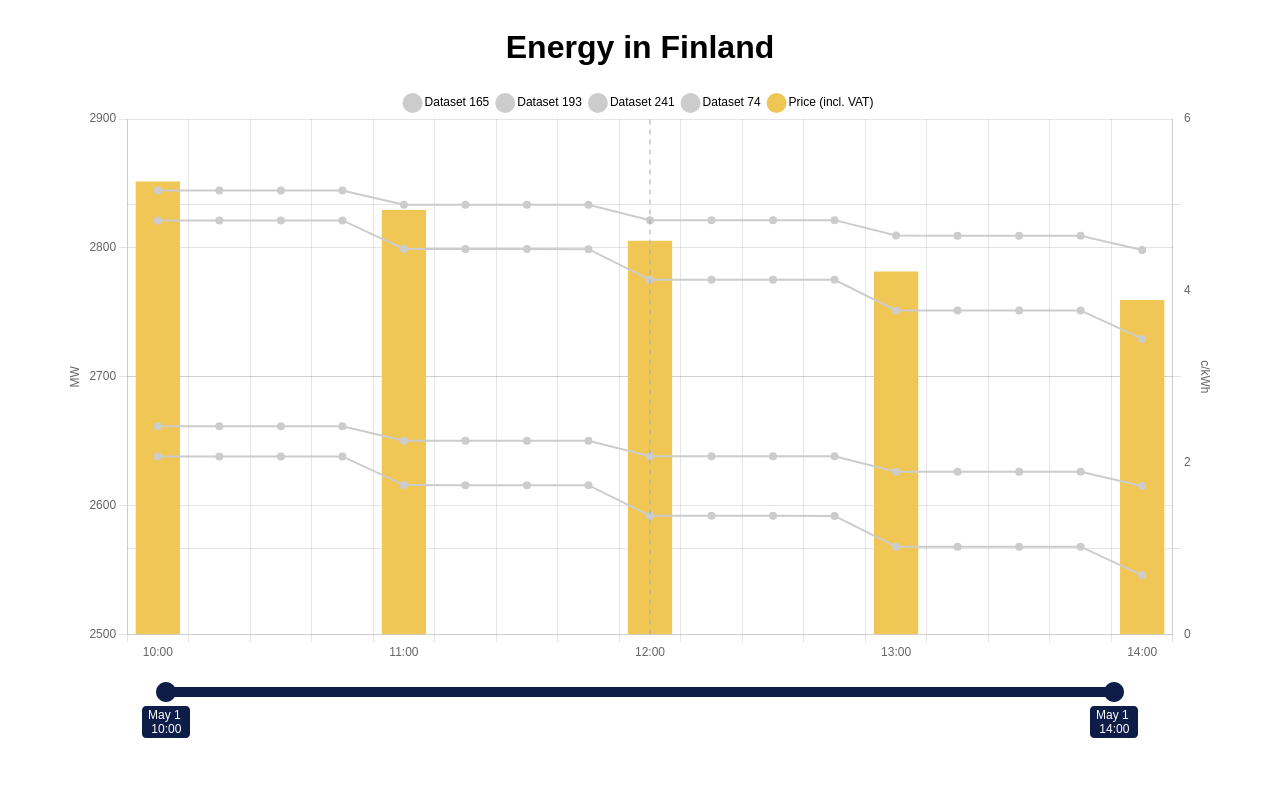 Energy in Finland
Dataset 165 Dataset 193 Dataset 241 Dataset 74 Price (incl. VAT)
2900
2800
2700
2600
2500
MW
6
4
2
0
c/kWh
10:00 11:00 12:00 13:00 14:00
May 1
10:00
May 1
14:00